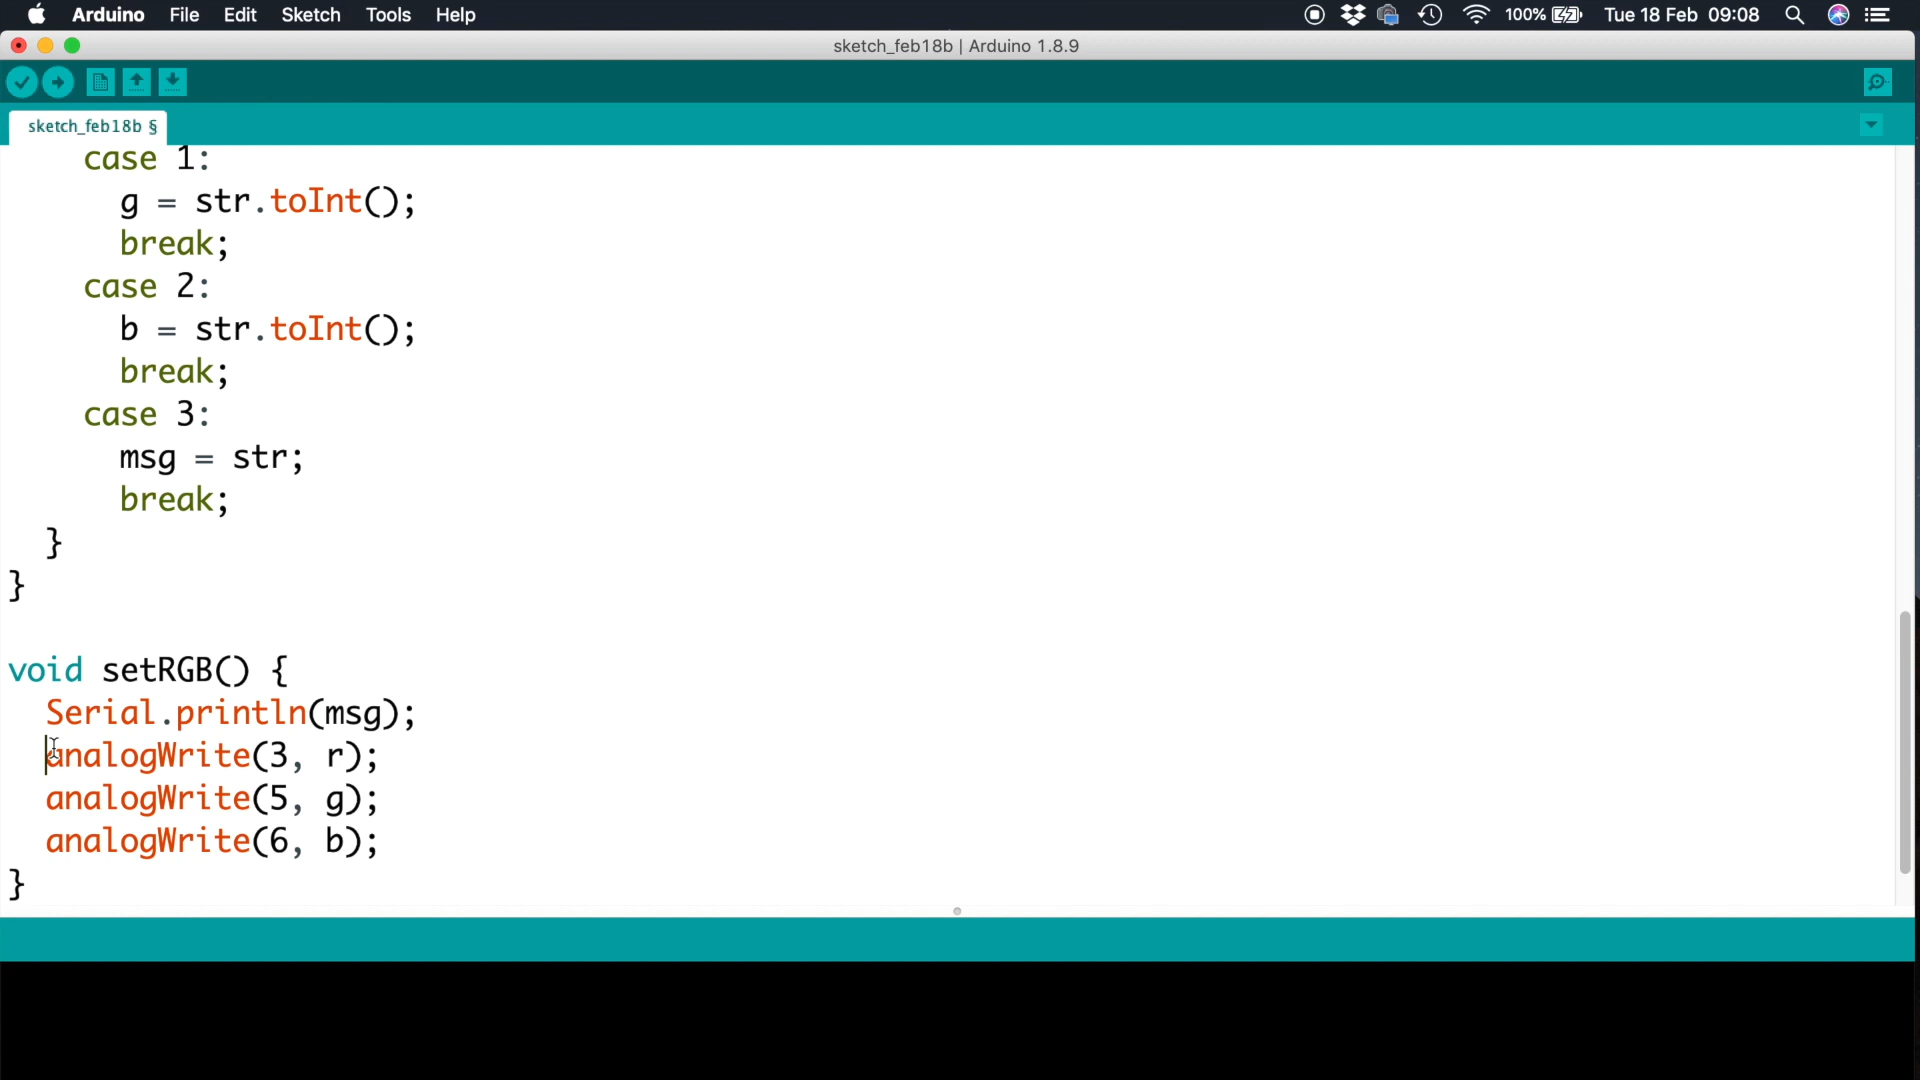 Arduino File Edit Sketch Tools Help 100% Tue 18 Feb 09:08
sketch_feb18b | Arduino 1.8.9
sketch_feb18b §
case 1:
g = str.toInt();
break;
case 2:
b = str.toInt();
break;
case 3:
msg = str;
break;
}
}
void setRGB() {
Serial.println(msg);
analogWrite(3, r);
analogWrite(5, g);
analogWrite(6, b);
}